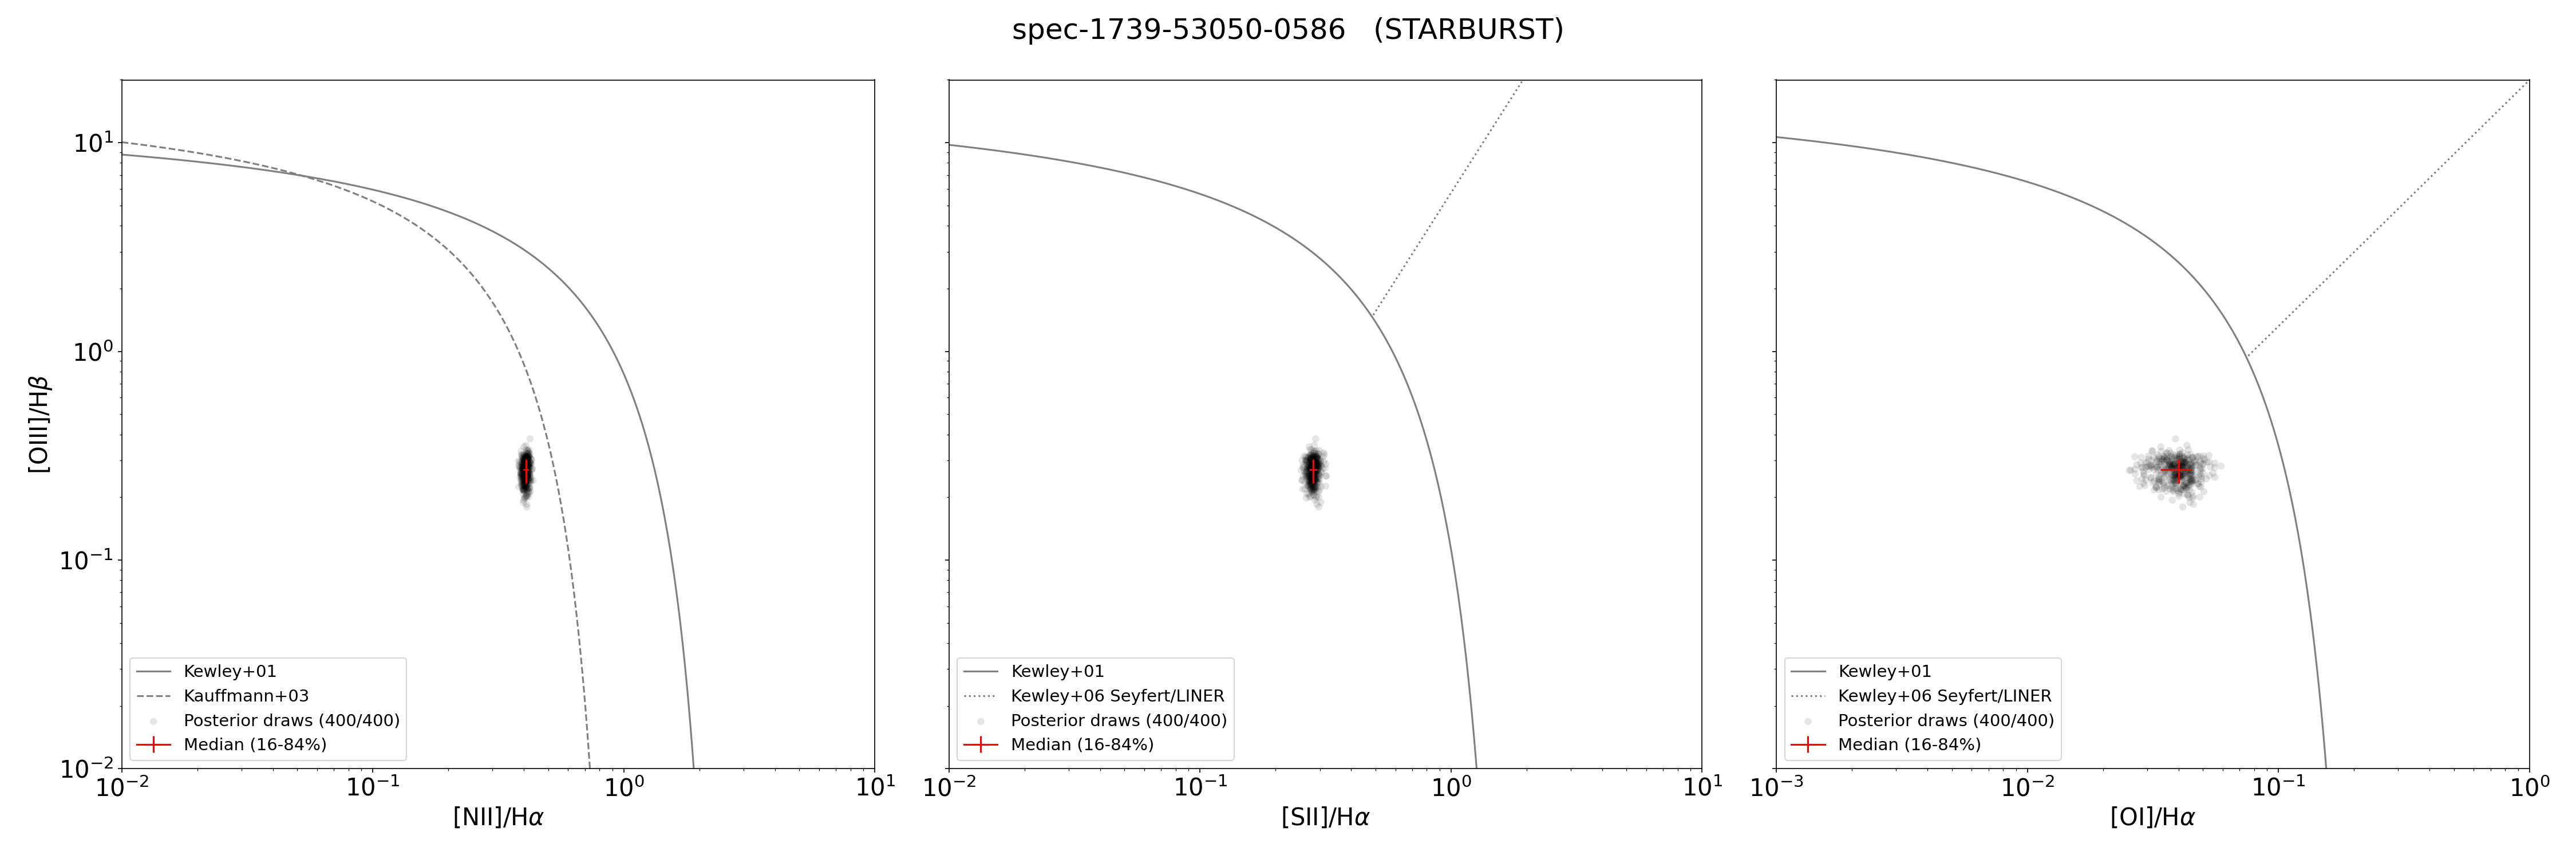 spec-1739-53050-0586   (STARBURST)
[OIII]/Hβ
10¹
10⁰
10⁻¹
10⁻²
10⁻² 10⁻¹ 10⁰ 10¹
[NII]/Hα
Kewley+01
Kauffmann+03
Posterior draws (400/400)
Median (16-84%)
10⁻² 10⁻¹ 10⁰ 10¹
[SII]/Hα
Kewley+01
Kewley+06 Seyfert/LINER
Posterior draws (400/400)
Median (16-84%)
10⁻³ 10⁻² 10⁻¹ 10⁰
[OI]/Hα
Kewley+01
Kewley+06 Seyfert/LINER
Posterior draws (400/400)
Median (16-84%)